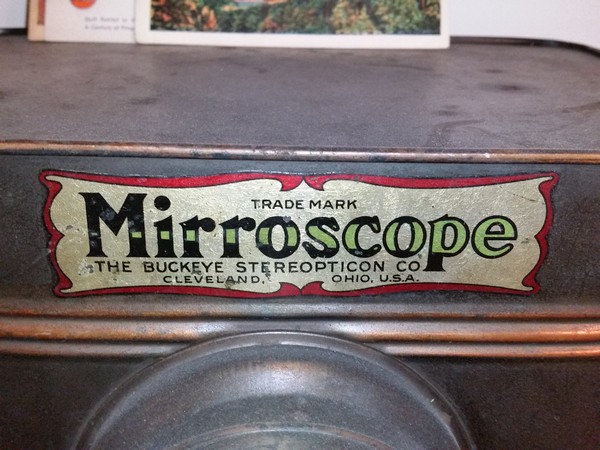 TRADE MARK
Mirroscope
THE BUCKEYE STEREOPTICON CO
CLEVELAND, OHIO, U.S.A.